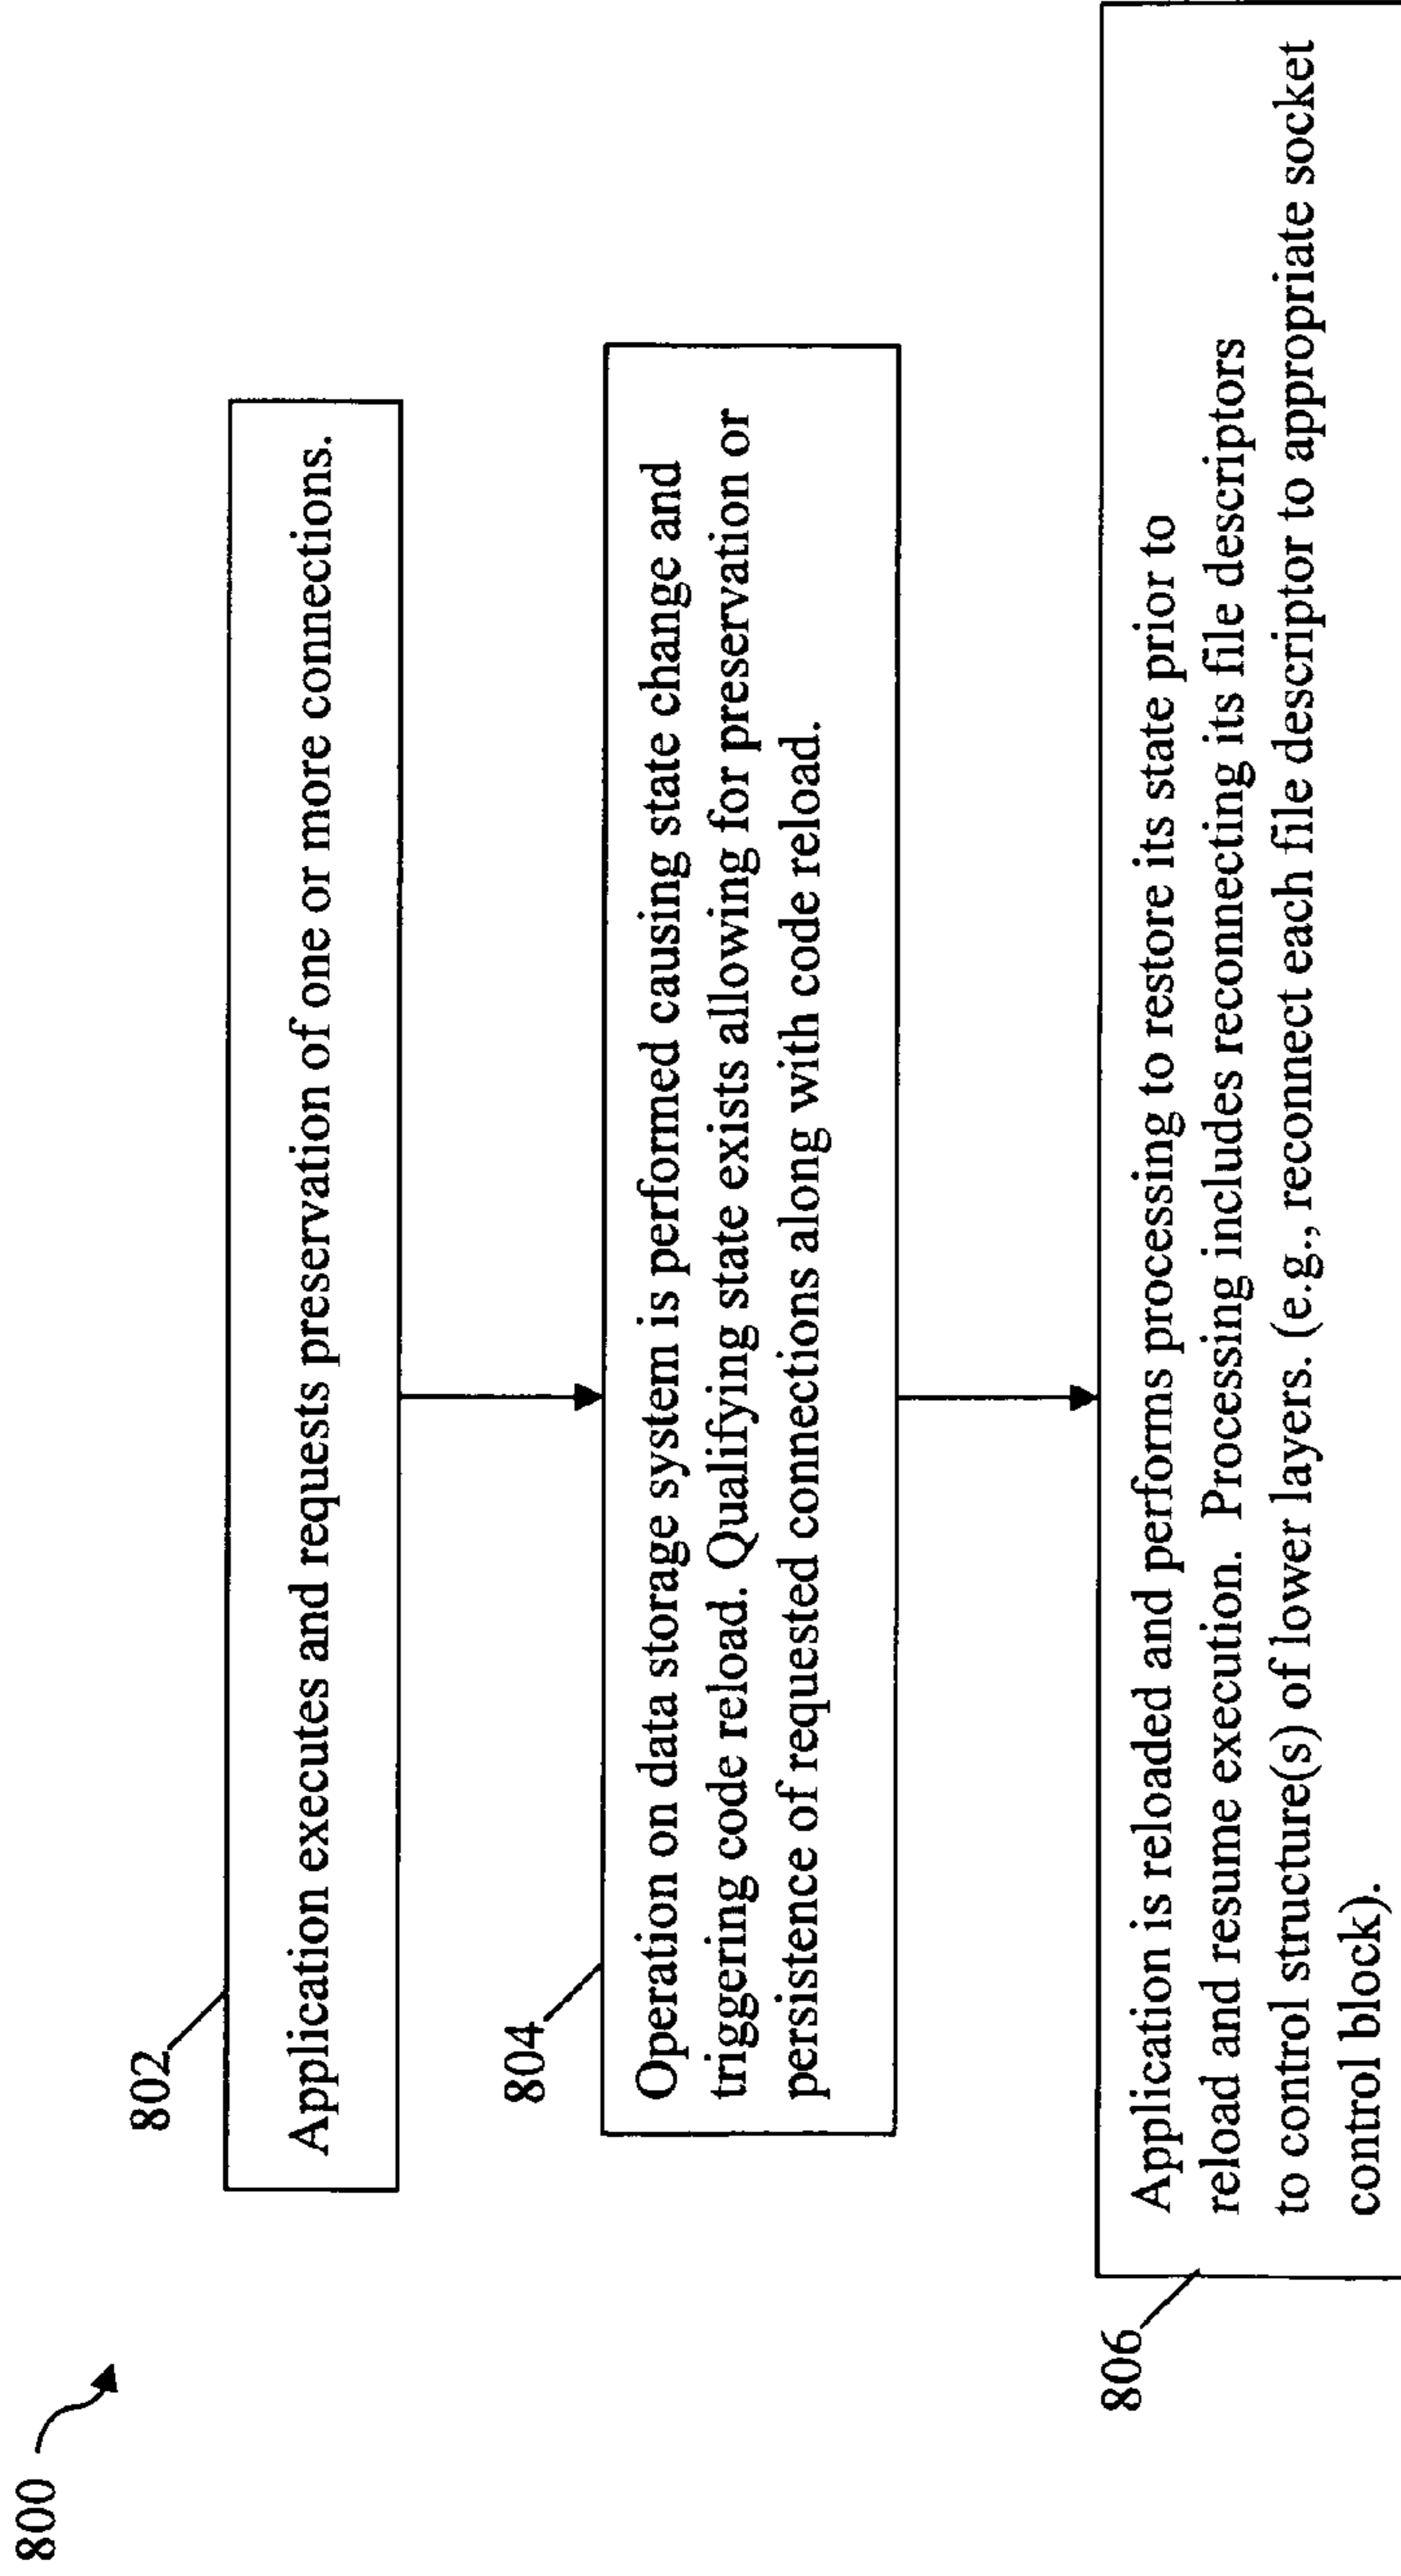 800
802
Application executes and requests preservation of one or more connections.
804
Operation on data storage system is performed causing state change and
triggering code reload. Qualifying state exists allowing for preservation or
persistence of requested connections along with code reload.
806
Application is reloaded and performs processing to restore its state prior to
reload and resume execution. Processing includes reconnecting its file descriptors
to control structure(s) of lower layers. (e.g., reconnect each file descriptor to appropriate socket
control block).